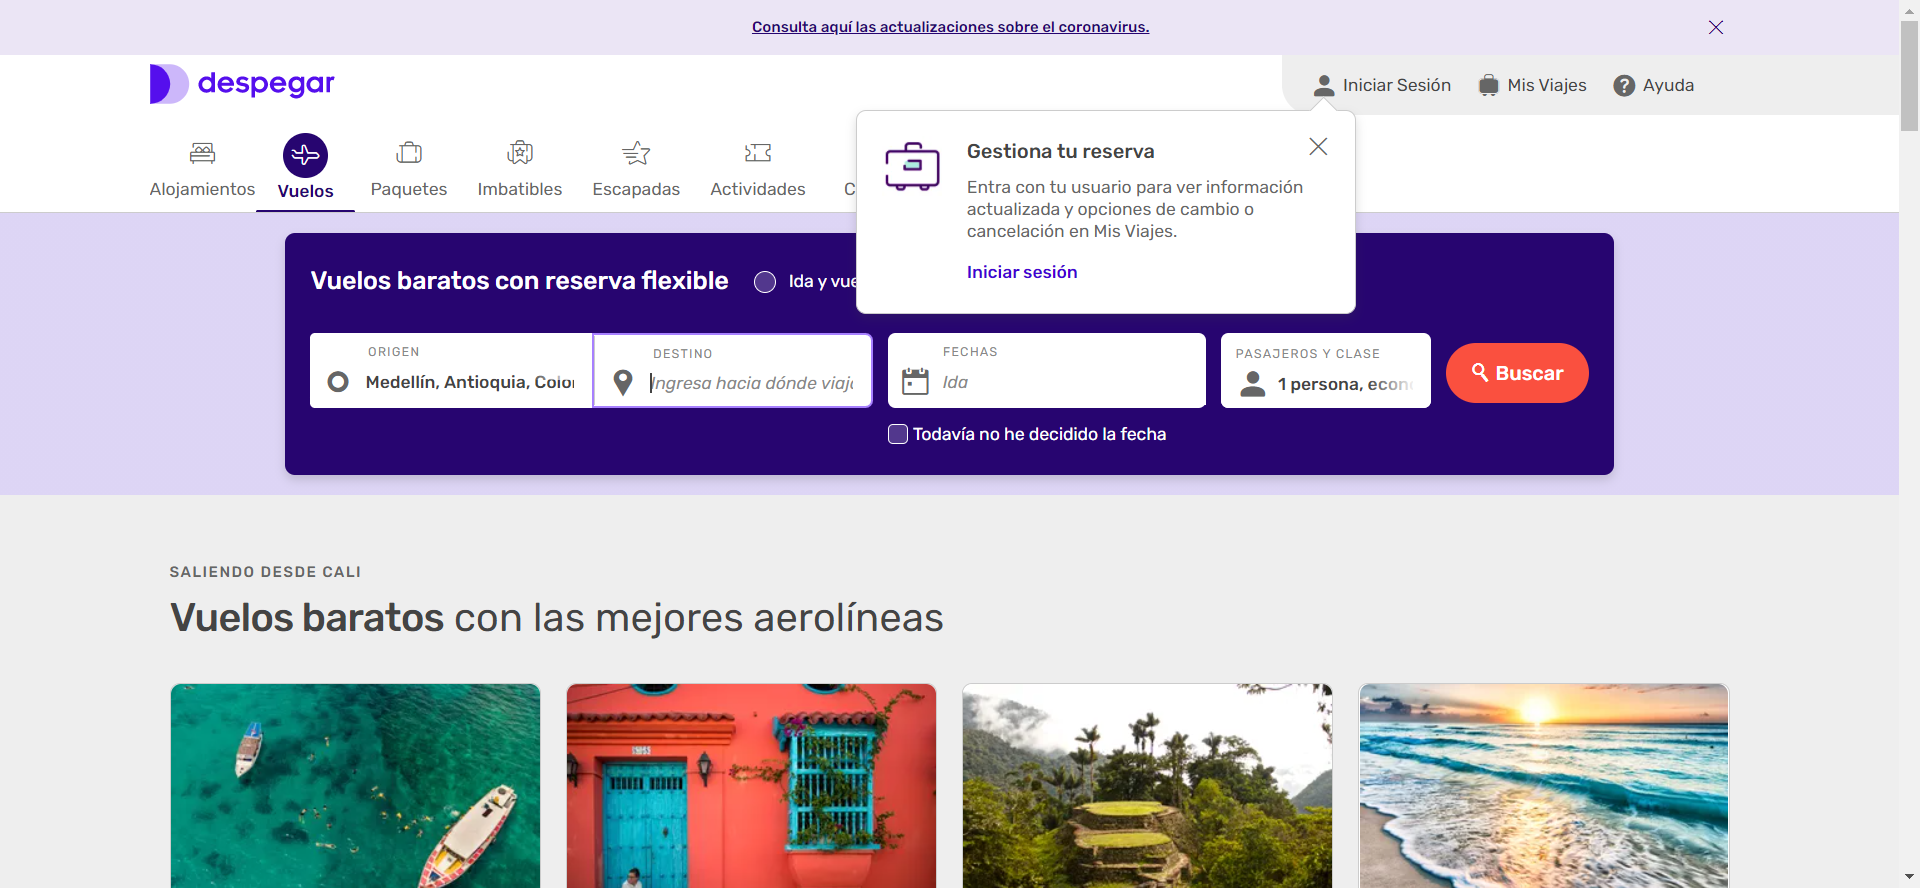 Consulta aquí las actualizaciones sobre el coronavirus.
despegar
Iniciar Sesión
Mis Viajes
Ayuda
Alojamientos
Vuelos
Paquetes
Imbatibles
Escapadas
Actividades
C
Gestiona tu reserva
Entra con tu usuario para ver información
actualizada y opciones de cambio o
cancelación en Mis Viajes.
Iniciar sesión
Vuelos baratos con reserva flexible
Ida y vue
ORIGEN
Medellín, Antioquia, Color
DESTINO
Ingresa hacia dónde viaj
FECHAS
Ida
PASAJEROS Y CLASE
1 persona, econ
Buscar
Todavía no he decidido la fecha
SALIENDO DESDE CALI
Vuelos baratos con las mejores aerolíneas